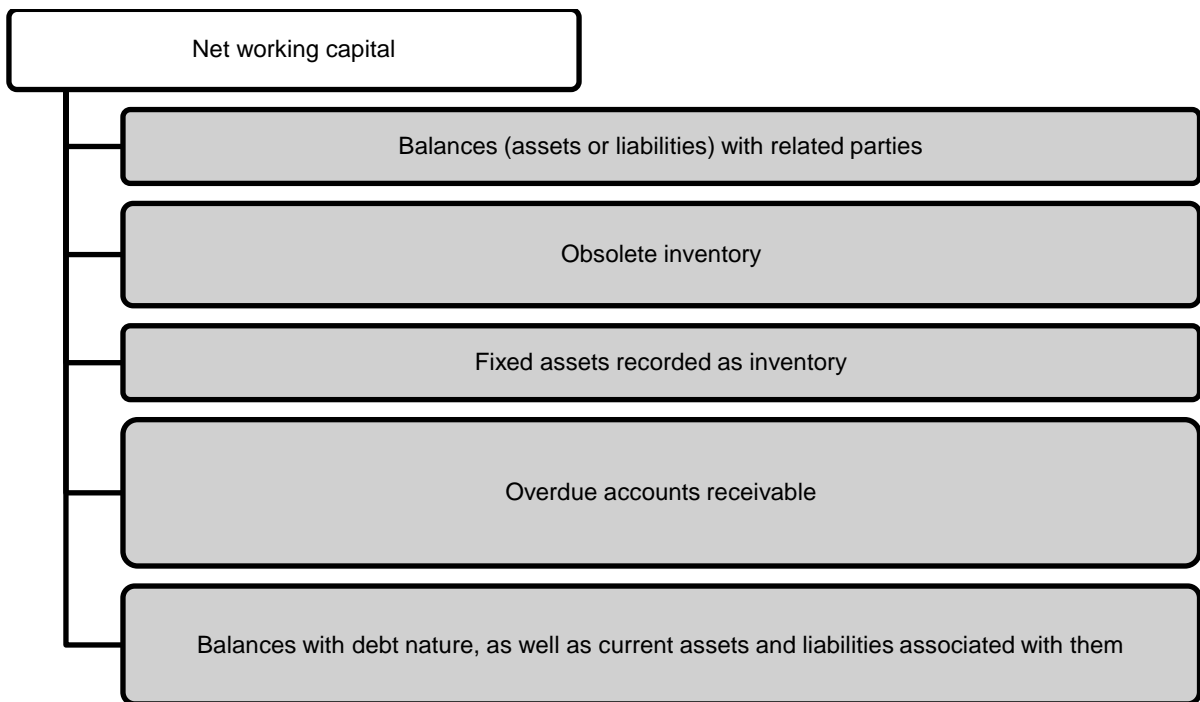 Net working capital
Balances (assets or liabilities) with related parties
Obsolete inventory
Fixed assets recorded as inventory
Overdue accounts receivable
Balances with debt nature, as well as current assets and liabilities associated with them